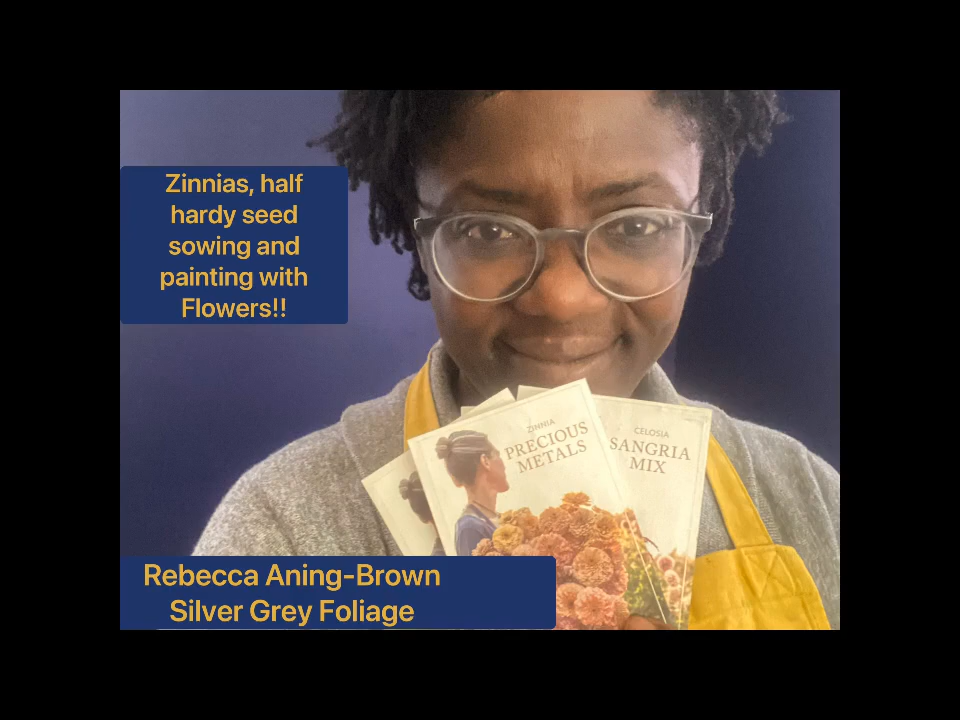 Zinnias, half
hardy seed
sowing and
painting with
Flowers!!
ZINNIA
PRECIOUS
METALS
CELOSIA
SANGRIA
MIX
Rebecca Aning-Brown
Silver Grey Foliage